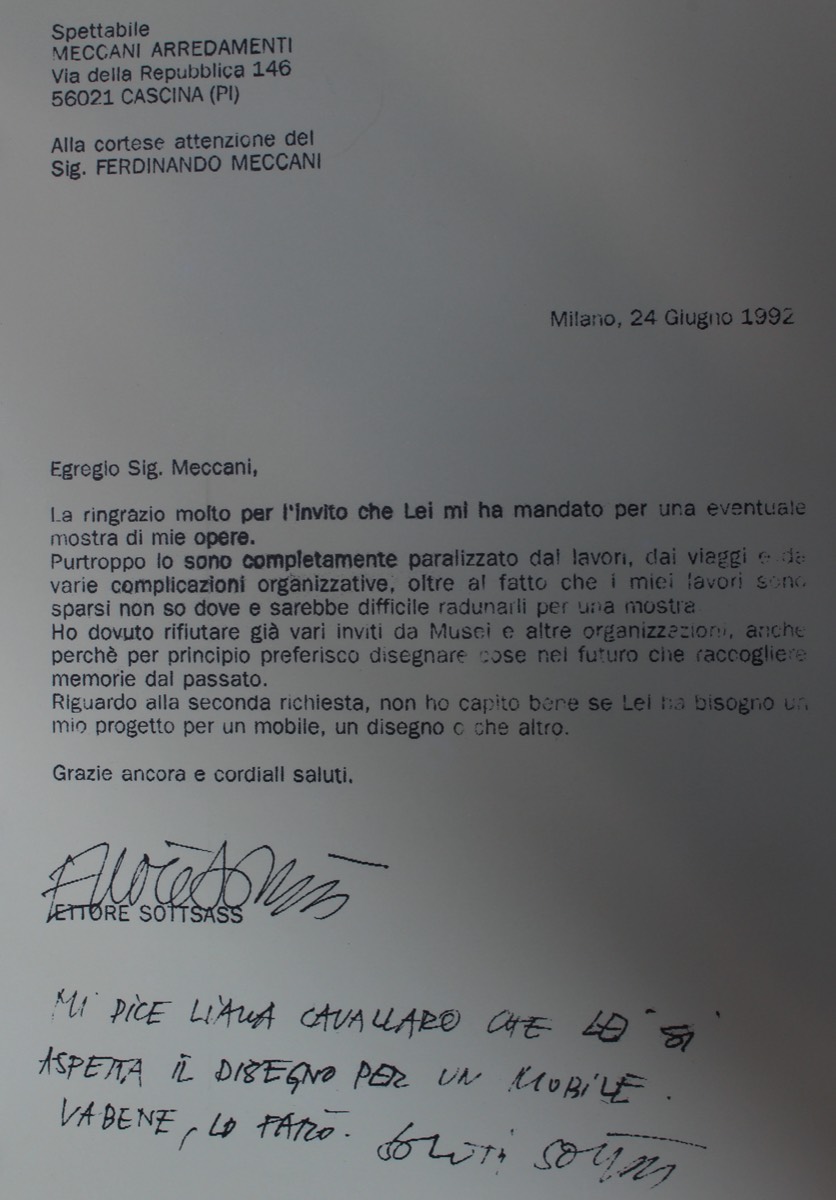 Spettabile
MECCANI ARREDAMENTI
Via della Repubblica 146
56021 CASCINA (PI)
Alla cortese attenzione del
Sig. FERDINANDO MECCANI
Milano, 24 Giugno 1992
Egregio Sig. Meccani,
La ringrazio molto per l'invito che Lei mi ha mandato per una eventuale
mostra di mie opere.
Purtroppo io sono completamente paralizzato dai lavori, dai viaggi e da
varie complicazioni organizzative, oltre al fatto che i miei lavori sono
sparsi non so dove e sarebbe difficile radunarli per una mostra.
Ho dovuto rifiutare già vari inviti da Musei e altre organizzazioni, anche
perchè per principio preferisco disegnare cose nel futuro che raccogliere
memorie dal passato.
Riguardo alla seconda richiesta, non ho capito bene se Lei ha bisogno un
mio progetto per un mobile, un disegno o che altro.
Grazie ancora e cordiali saluti.
ETTORE SOTTSASS
MI DICE LIANA CAVALLARO CHE LEI SI
ASPETTA IL DISEGNO PER UN MOBILE.
VABENE, LO FARÒ. SALUTI SOTTSASS